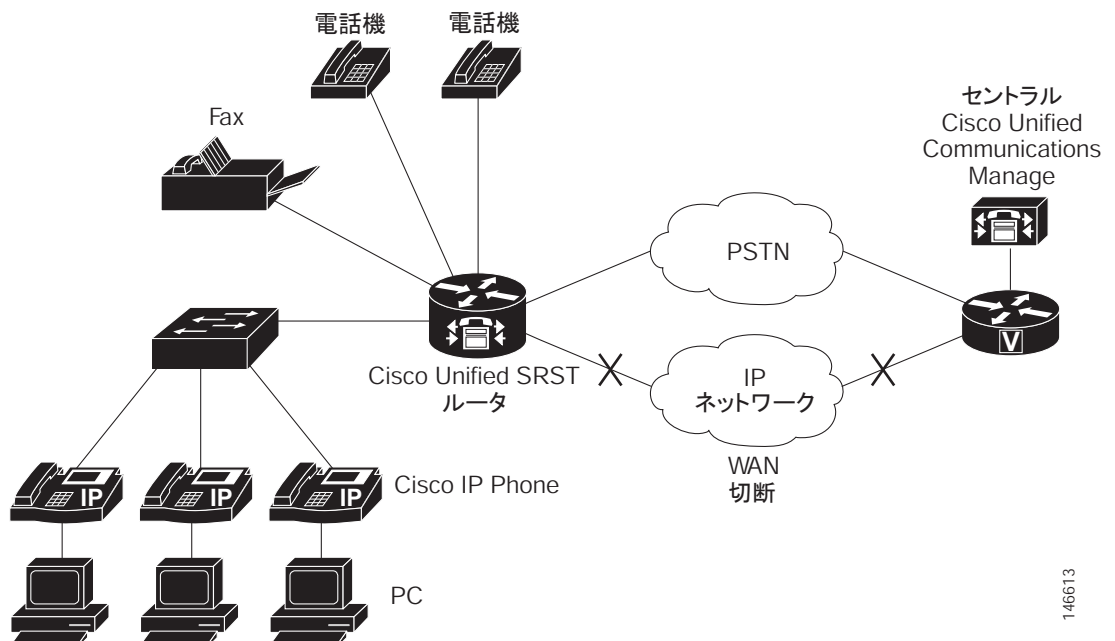 電話機
電話機
Fax
セントラル
Cisco Unified
Communications
Manage
PSTN
V
Cisco Unified SRST
ルータ
IP
ネットワーク
WAN
切断
IP
IP
IP
Cisco IP Phone
PC
146613